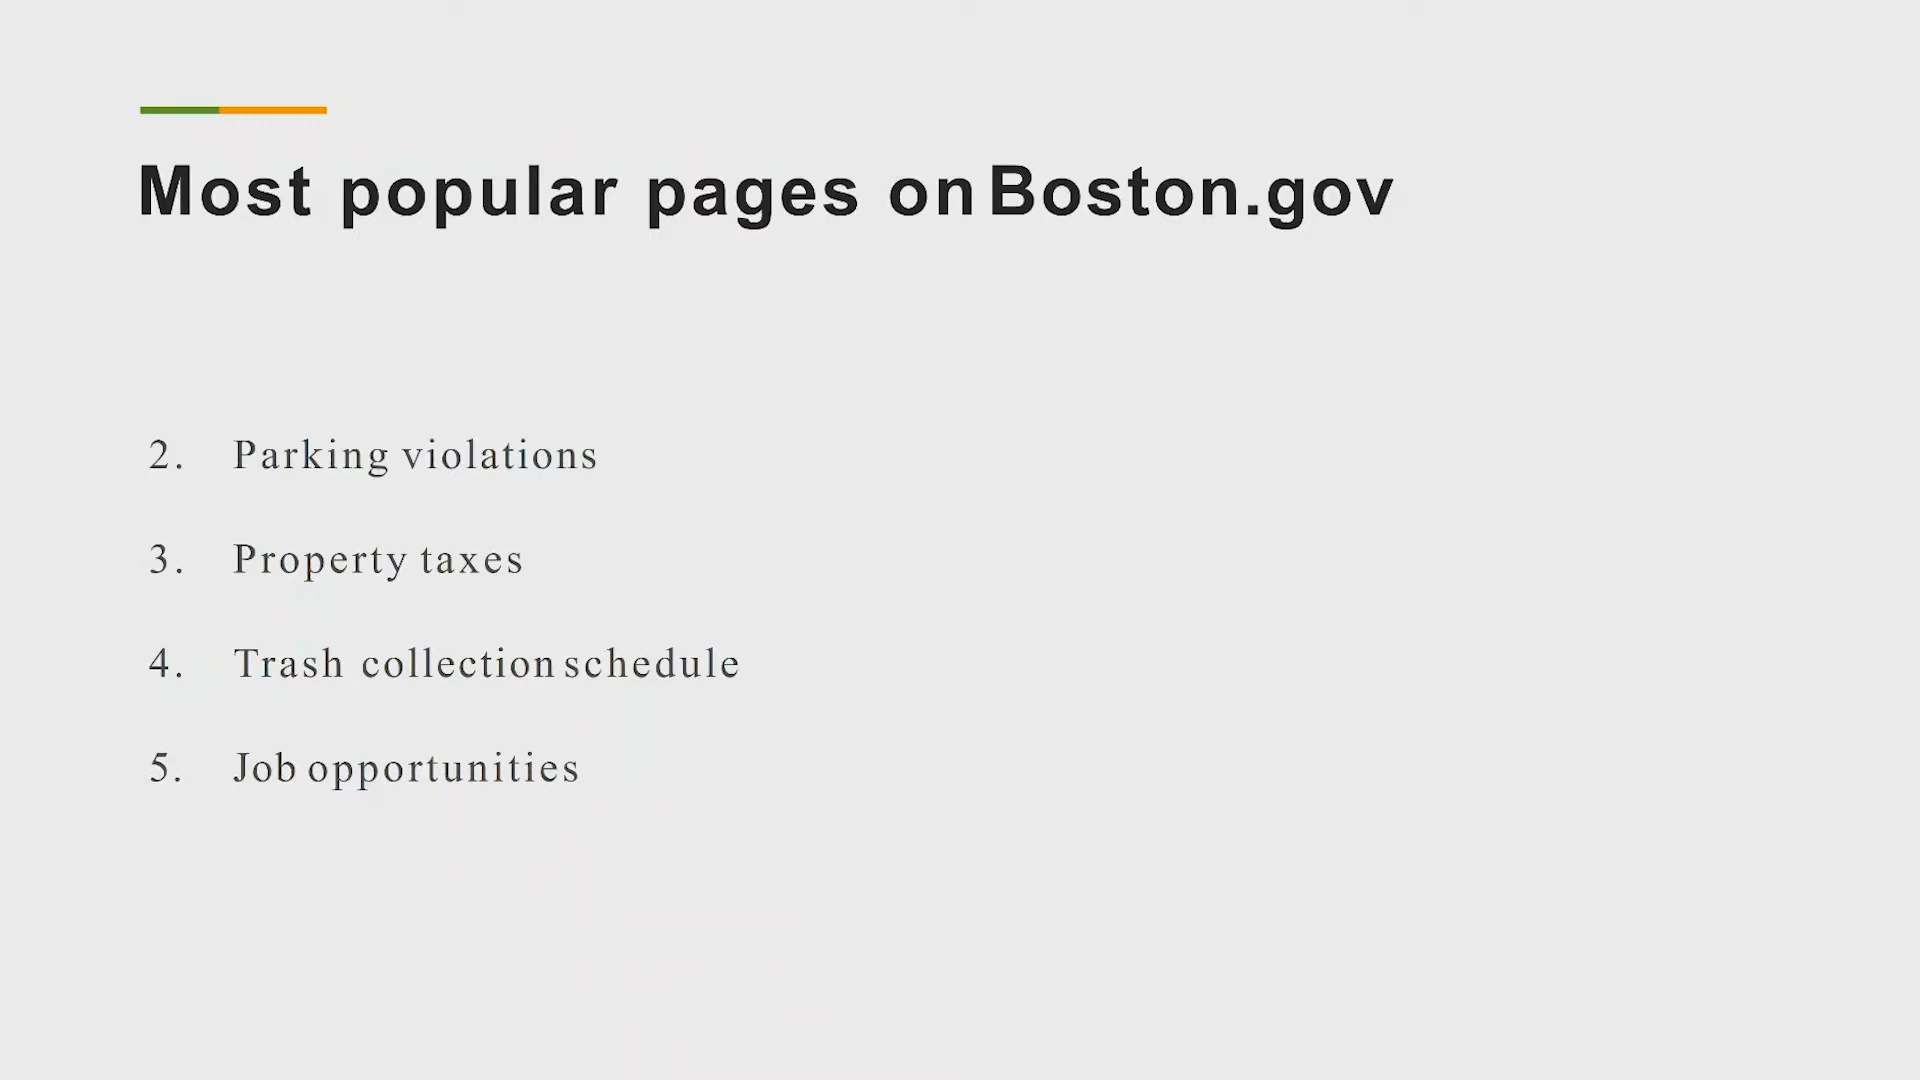 Most popular pages on Boston.gov
2. Parking violations
3. Property taxes
4. Trash collection schedule
5. Job opportunities